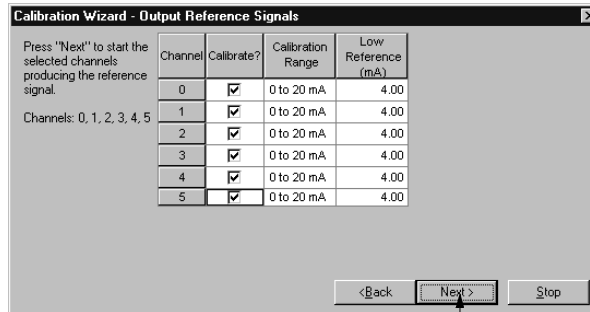 Calibration Wizard - Output Reference Signals
Press "Next" to start the
selected channels
producing the reference
signal.
Channels: 0, 1, 2, 3, 4, 5
Channel Calibrate? Calibration Range Low Reference (mA)
0 0 to 20 mA 4.00
1 0 to 20 mA 4.00
2 0 to 20 mA 4.00
3 0 to 20 mA 4.00
4 0 to 20 mA 4.00
5 0 to 20 mA 4.00
<Back Next> Stop